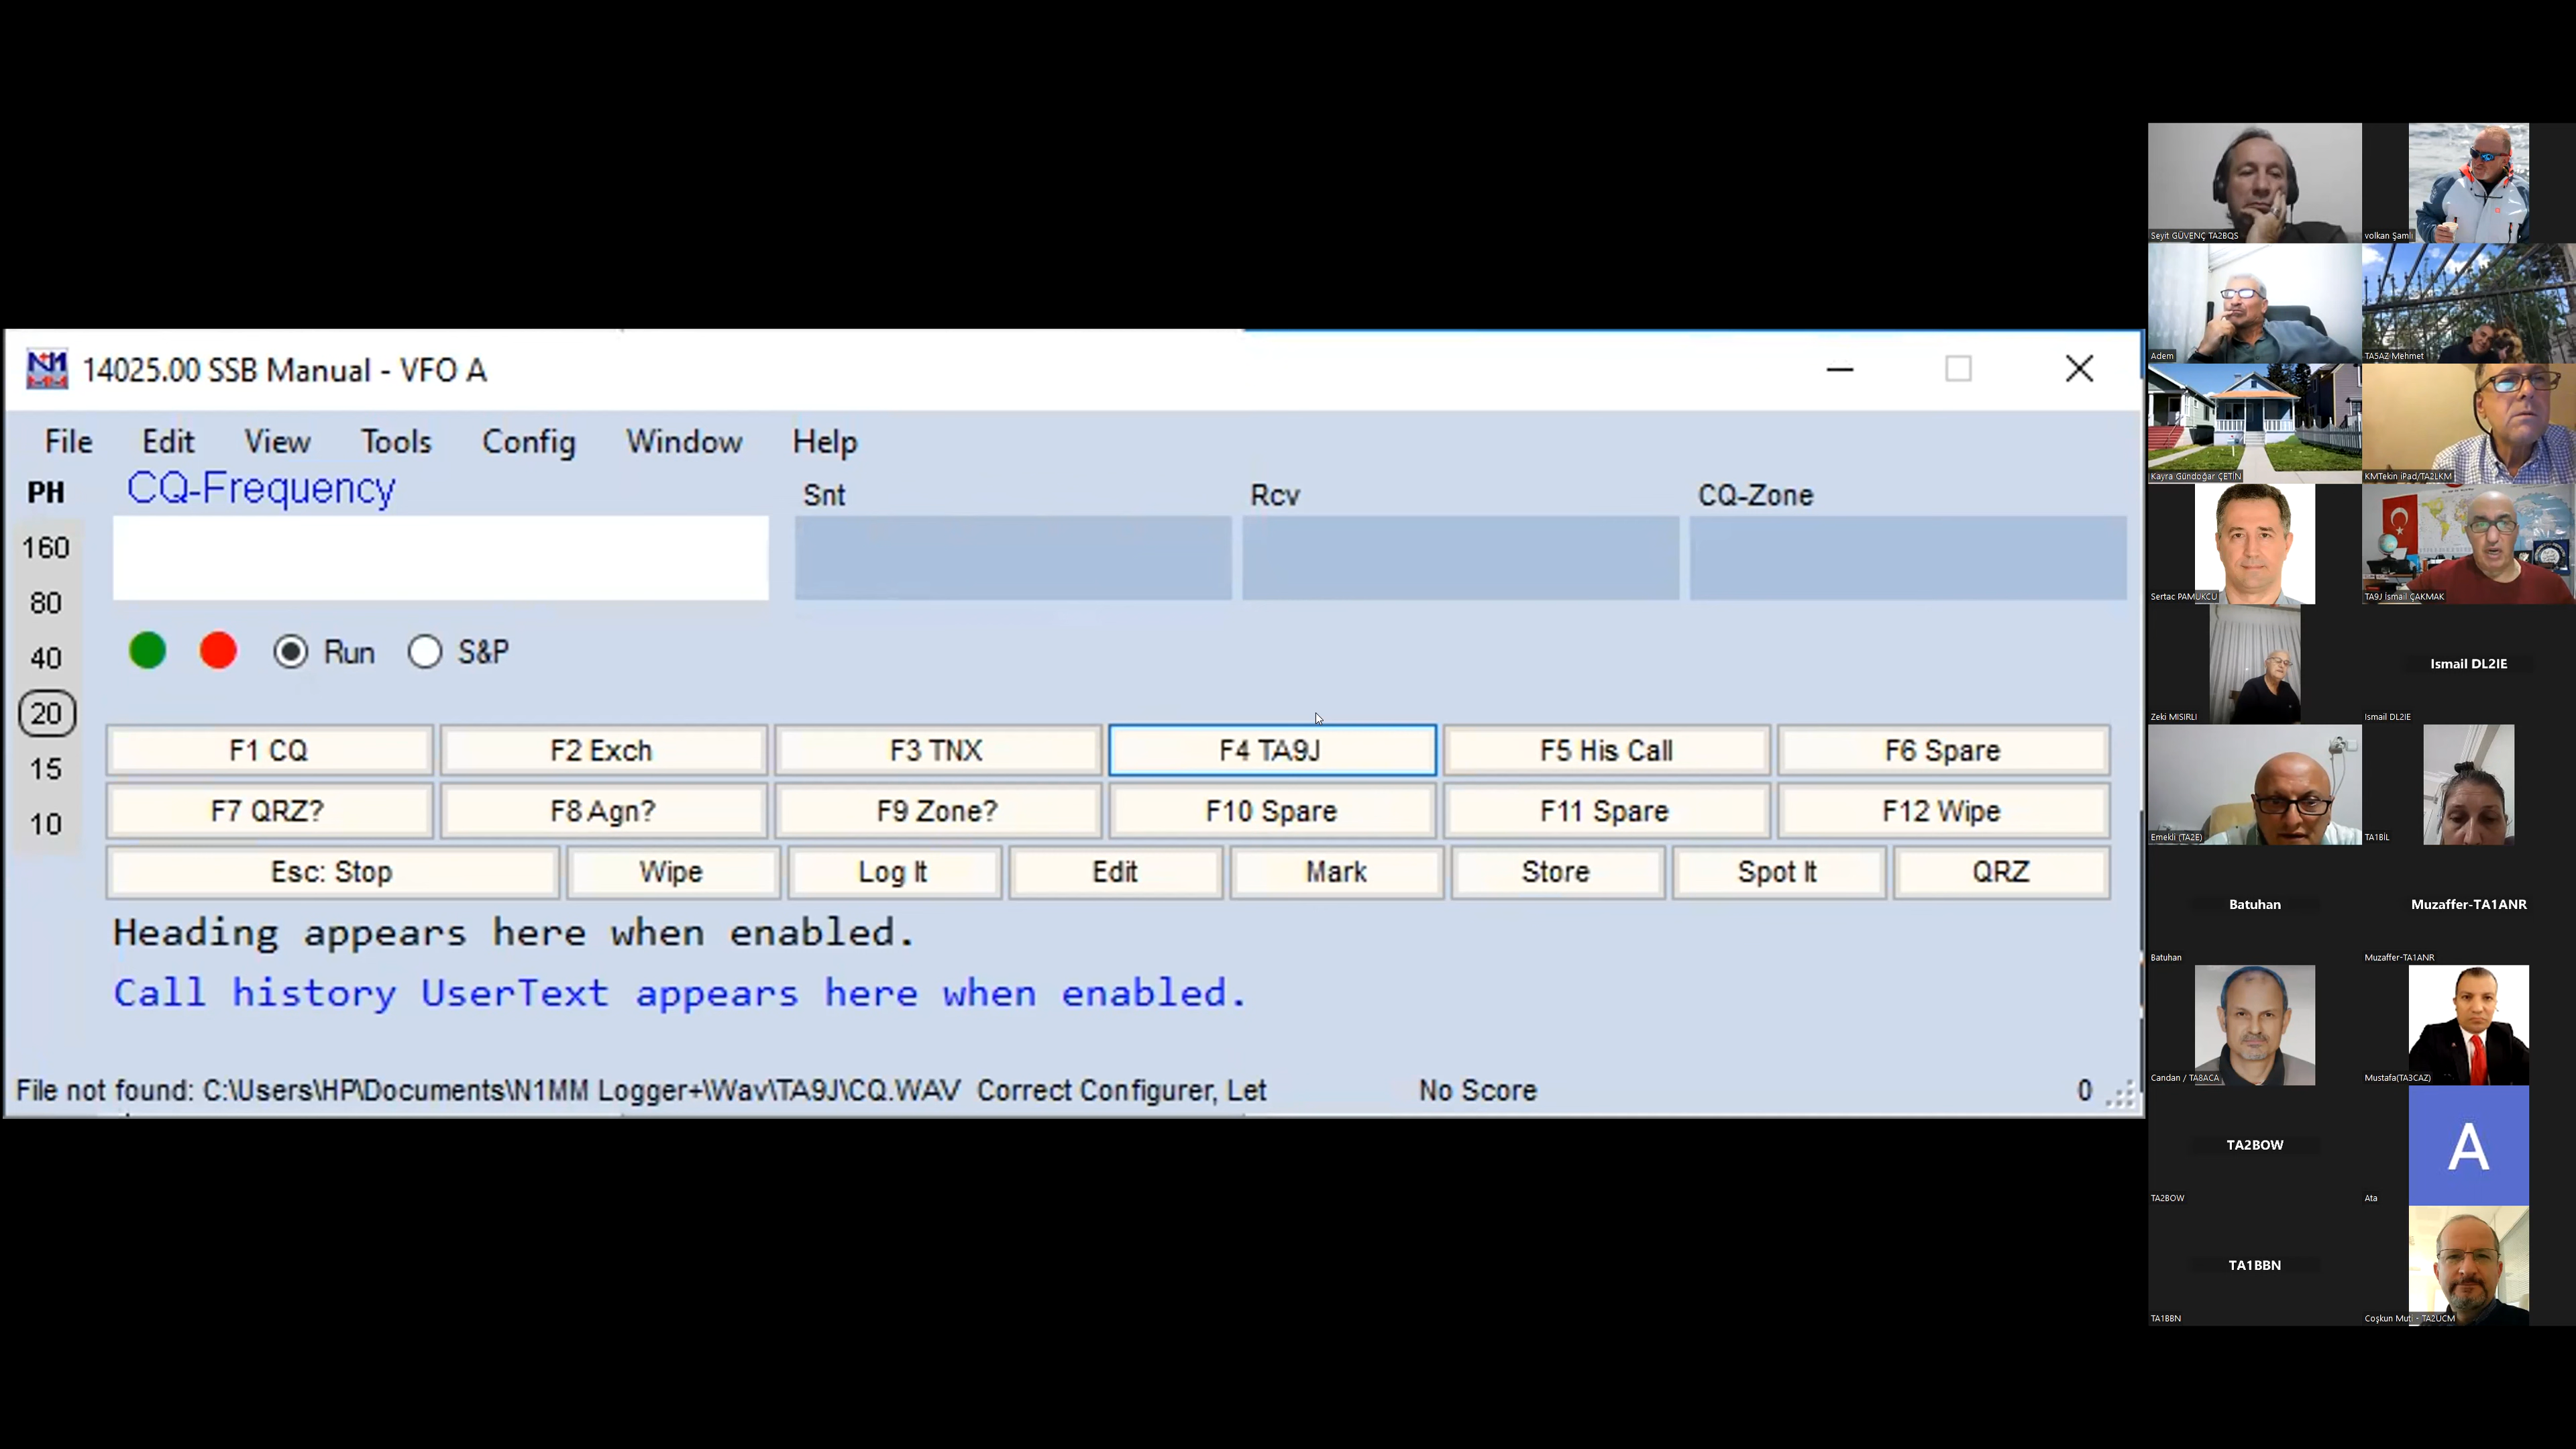 14025.00 SSB Manual - VFO A
File Edit View Tools Config Window Help
PH CQ-Frequency Snt Rcv CQ-Zone
160
80
40 Run S&P
20
F1 CQ F2 Exch F3 TNX F4 TA9J F5 His Call F6 Spare
15
F7 QRZ? F8 Agn? F9 Zone? F10 Spare F11 Spare F12 Wipe
10
Esc: Stop Wipe Log It Edit Mark Store Spot It QRZ
Heading appears here when enabled.
Call history UserText appears here when enabled.
File not found: C:\Users\HP\Documents\N1MM Logger+\Wav\TA9J\CQ.WAV Correct Configurer, Let No Score 0
Seyit GÜVENÇ TA2BQS volkan Şamlı
Adem TA5AZ Mehmet
Kayra Gündoğar ÇETİN KMTekin iPad/TA2LKM
Sertac PAMUKCU TA9J İsmail ÇAKMAK
Ismail DL2IE
Zeki MISIRLI Ismail DL2IE
Emekli (TA2E) TA1BİL
Batuhan Muzaffer-TA1ANR
Batuhan Muzaffer-TA1ANR
Candan / TA8ACA Mustafa(TA3CAZ)
TA2BOW A
TA2BOW Ata
TA1BBN
TA1BBN Coşkun Muti - TA2UCM